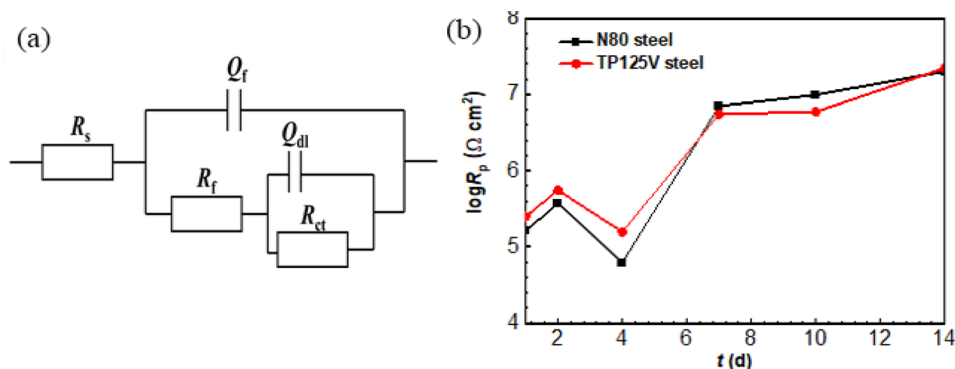 (a)
Qf
Rs
Qdl
Rf
Rct
(b)
N80 steel
TP125V steel
logRp (Ω cm²)
8
7
6
5
4
2 4 6 8 10 12 14
t (d)